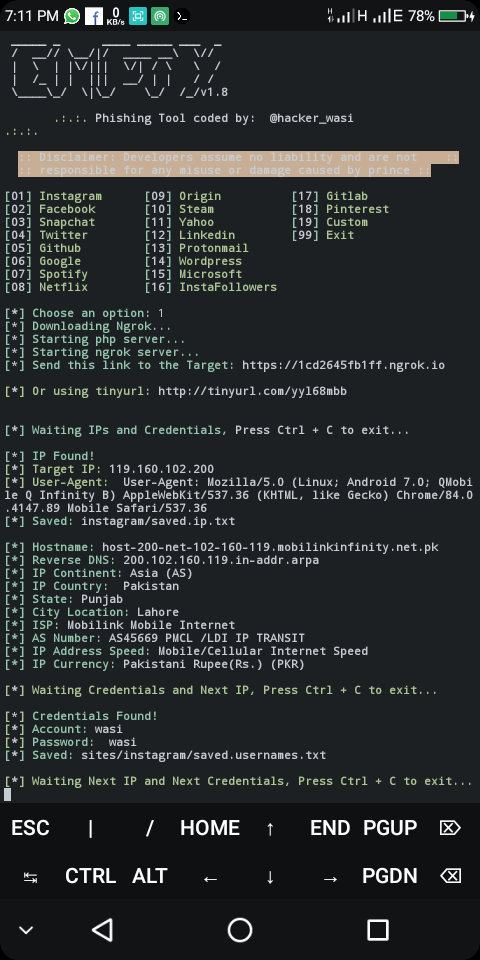 7:11 PM 0 KB/s H E 78%
v1.8
.:.:. Phishing Tool coded by:  @hacker_wasi
.:.:.
:: Disclaimer: Developers assume no liability and are not    ::
:: responsible for any misuse or damage caused by prince ::
[01] Instagram [09] Origin [17] Gitlab
[02] Facebook [10] Steam [18] Pinterest
[03] Snapchat [11] Yahoo [19] Custom
[04] Twitter [12] Linkedin [99] Exit
[05] Github [13] Protonmail
[06] Google [14] Wordpress
[07] Spotify [15] Microsoft
[08] Netflix [16] InstaFollowers
[*] Choose an option: 1
[*] Downloading Ngrok...
[*] Starting php server...
[*] Starting ngrok server...
[*] Send this link to the Target: https://1cd2645fb1ff.ngrok.io
[*] Or using tinyurl: http://tinyurl.com/yyl68mbb
[*] Waiting IPs and Credentials, Press Ctrl + C to exit...
[*] IP Found!
[*] Target IP: 119.160.102.200
[*] User-Agent:  User-Agent: Mozilla/5.0 (Linux; Android 7.0; QMobi
le Q Infinity B) AppleWebKit/537.36 (KHTML, like Gecko) Chrome/84.0
.4147.89 Mobile Safari/537.36
[*] Saved: instagram/saved.ip.txt
[*] Hostname: host-200-net-102-160-119.mobilinkinfinity.net.pk
[*] Reverse DNS: 200.102.160.119.in-addr.arpa
[*] IP Continent: Asia (AS)
[*] IP Country:  Pakistan
[*] State: Punjab
[*] City Location: Lahore
[*] ISP: Mobilink Mobile Internet
[*] AS Number: AS45669 PMCL /LDI IP TRANSIT
[*] IP Address Speed: Mobile/Cellular Internet Speed
[*] IP Currency: Pakistani Rupee(Rs.) (PKR)
[*] Waiting Credentials and Next IP, Press Ctrl + C to exit...
[*] Credentials Found!
[*] Account: wasi
[*] Password:  wasi
[*] Saved: sites/instagram/saved.usernames.txt
[*] Waiting Next IP and Next Credentials, Press Ctrl + C to exit...
ESC | / HOME ↑ END PGUP ⌦
↹ CTRL ALT ← ↓ → PGDN ⌫